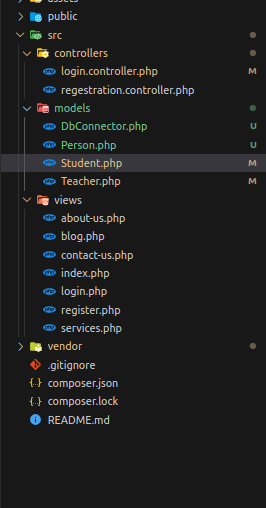 assets
public
src
controllers
login.controller.php M
regestration.controller.php
models
DbConnector.php U
Person.php U
Student.php M
Teacher.php M
views
about-us.php
blog.php
contact-us.php
index.php
login.php
register.php
services.php
vendor
.gitignore
composer.json
composer.lock
README.md